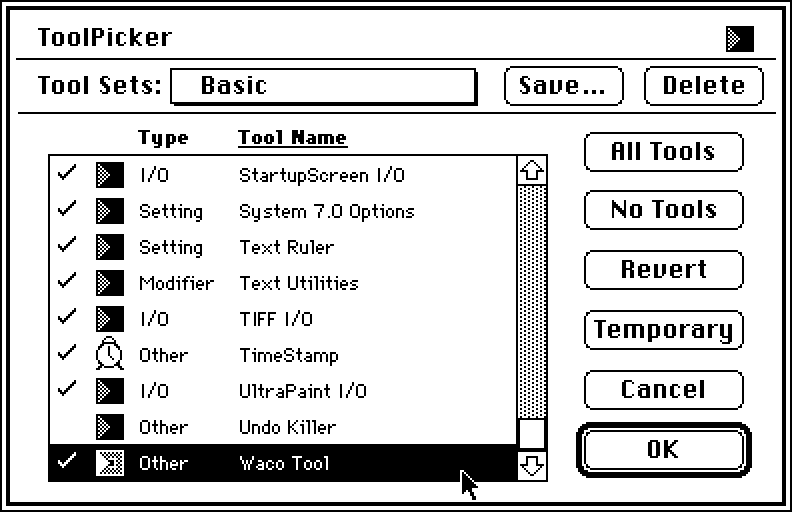 ToolPicker
Tool Sets: Basic Save... Delete
Type Tool Name
I/O StartupScreen I/O
Setting System 7.0 Options
Setting Text Ruler
Modifier Text Utilities
I/O TIFF I/O
Other TimeStamp
I/O UltraPaint I/O
Other Undo Killer
Other Waco Tool
All Tools
No Tools
Revert
Temporary
Cancel
OK